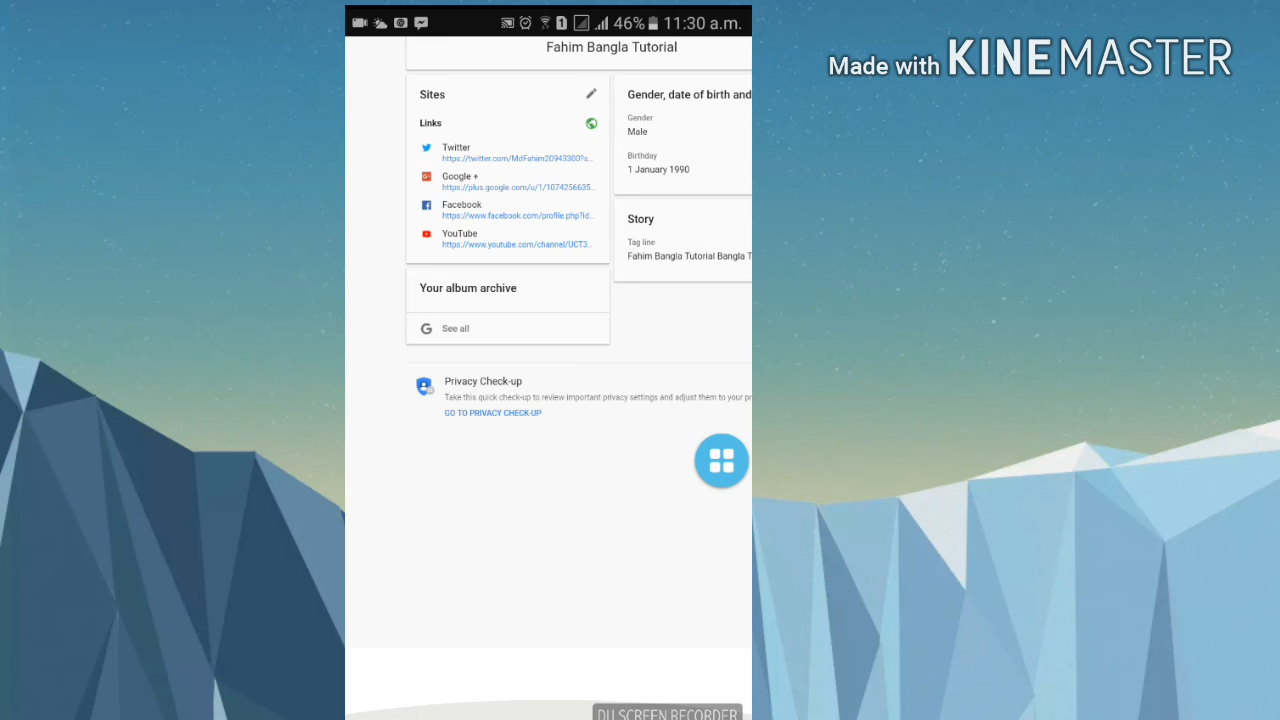 46% 11:30 a.m.
Made with KINEMASTER
Fahim Bangla Tutorial
Sites
Links
Twitter
https://twitter.com/MdFahim20943300?s...
Google +
https://plus.google.com/u/1/1074256635...
Facebook
https://www.facebook.com/profile.php?id...
YouTube
https://www.youtube.com/channel/UCT3...
Your album archive
See all
Gender, date of birth and
Gender
Male
Birthday
1 January 1990
Story
Tag line
Fahim Bangla Tutorial Bangla T
Privacy Check-up
Take this quick check-up to review important privacy settings and adjust them to your pr
GO TO PRIVACY CHECK-UP
DU SCREEN RECORDER